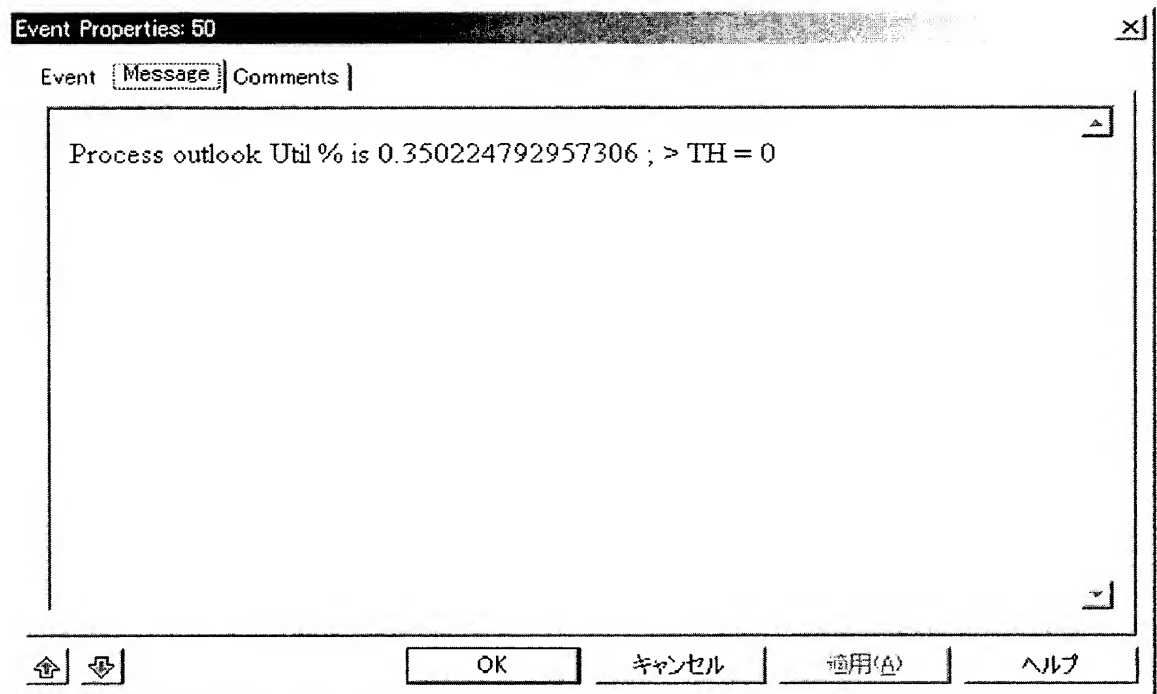 Event Properties: 50
Event Message Comments
Process outlook Util % is 0.350224792957306 ; > TH = 0
OK キャンセル 適用(A) ヘルプ